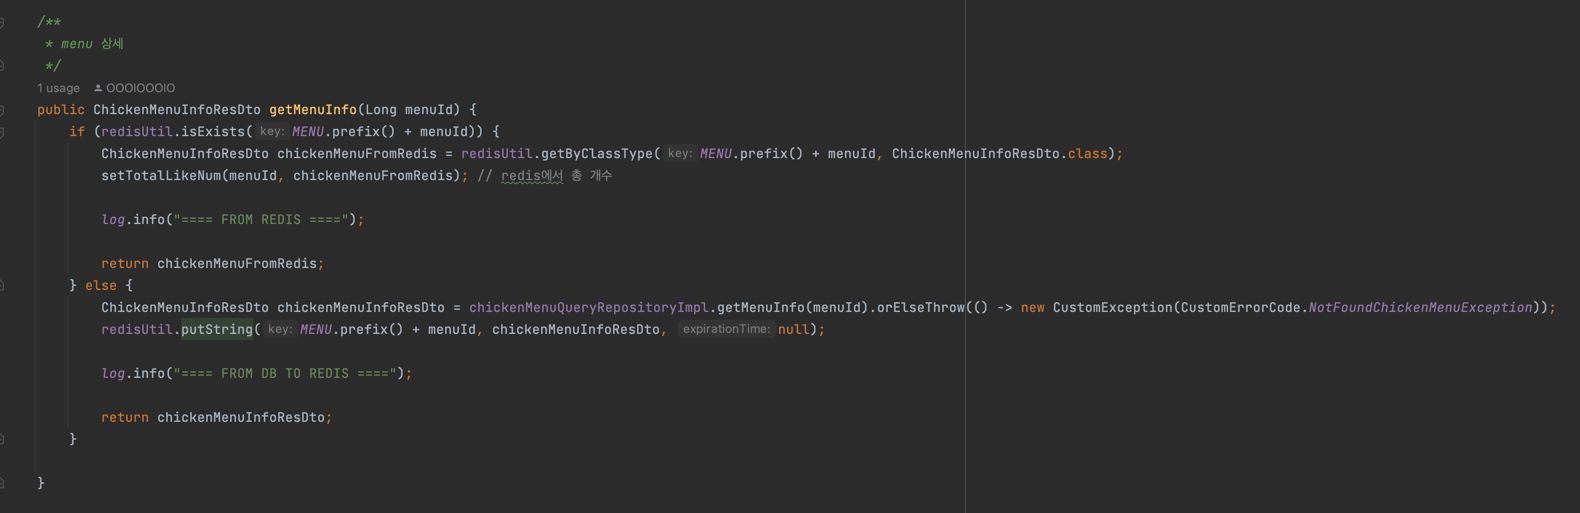 /**
 * menu 상세
 */
1 usage OOOIOOOIO
public ChickenMenuInfoResDto getMenuInfo(Long menuId) {
    if (redisUtil.isExists( key: MENU.prefix() + menuId)) {
        ChickenMenuInfoResDto chickenMenuFromRedis = redisUtil.getByClassType( key: MENU.prefix() + menuId, ChickenMenuInfoResDto.class);
        setTotalLikeNum(menuId, chickenMenuFromRedis); // redis에서 총 개수
        log.info("==== FROM REDIS ====");
        return chickenMenuFromRedis;
    } else {
        ChickenMenuInfoResDto chickenMenuInfoResDto = chickenMenuQueryRepositoryImpl.getMenuInfo(menuId).orElseThrow(() -> new CustomException(CustomErrorCode.NotFoundChickenMenuException));
        redisUtil.putString( key: MENU.prefix() + menuId, chickenMenuInfoResDto, expirationTime: null);
        log.info("==== FROM DB TO REDIS ====");
        return chickenMenuInfoResDto;
    }
}